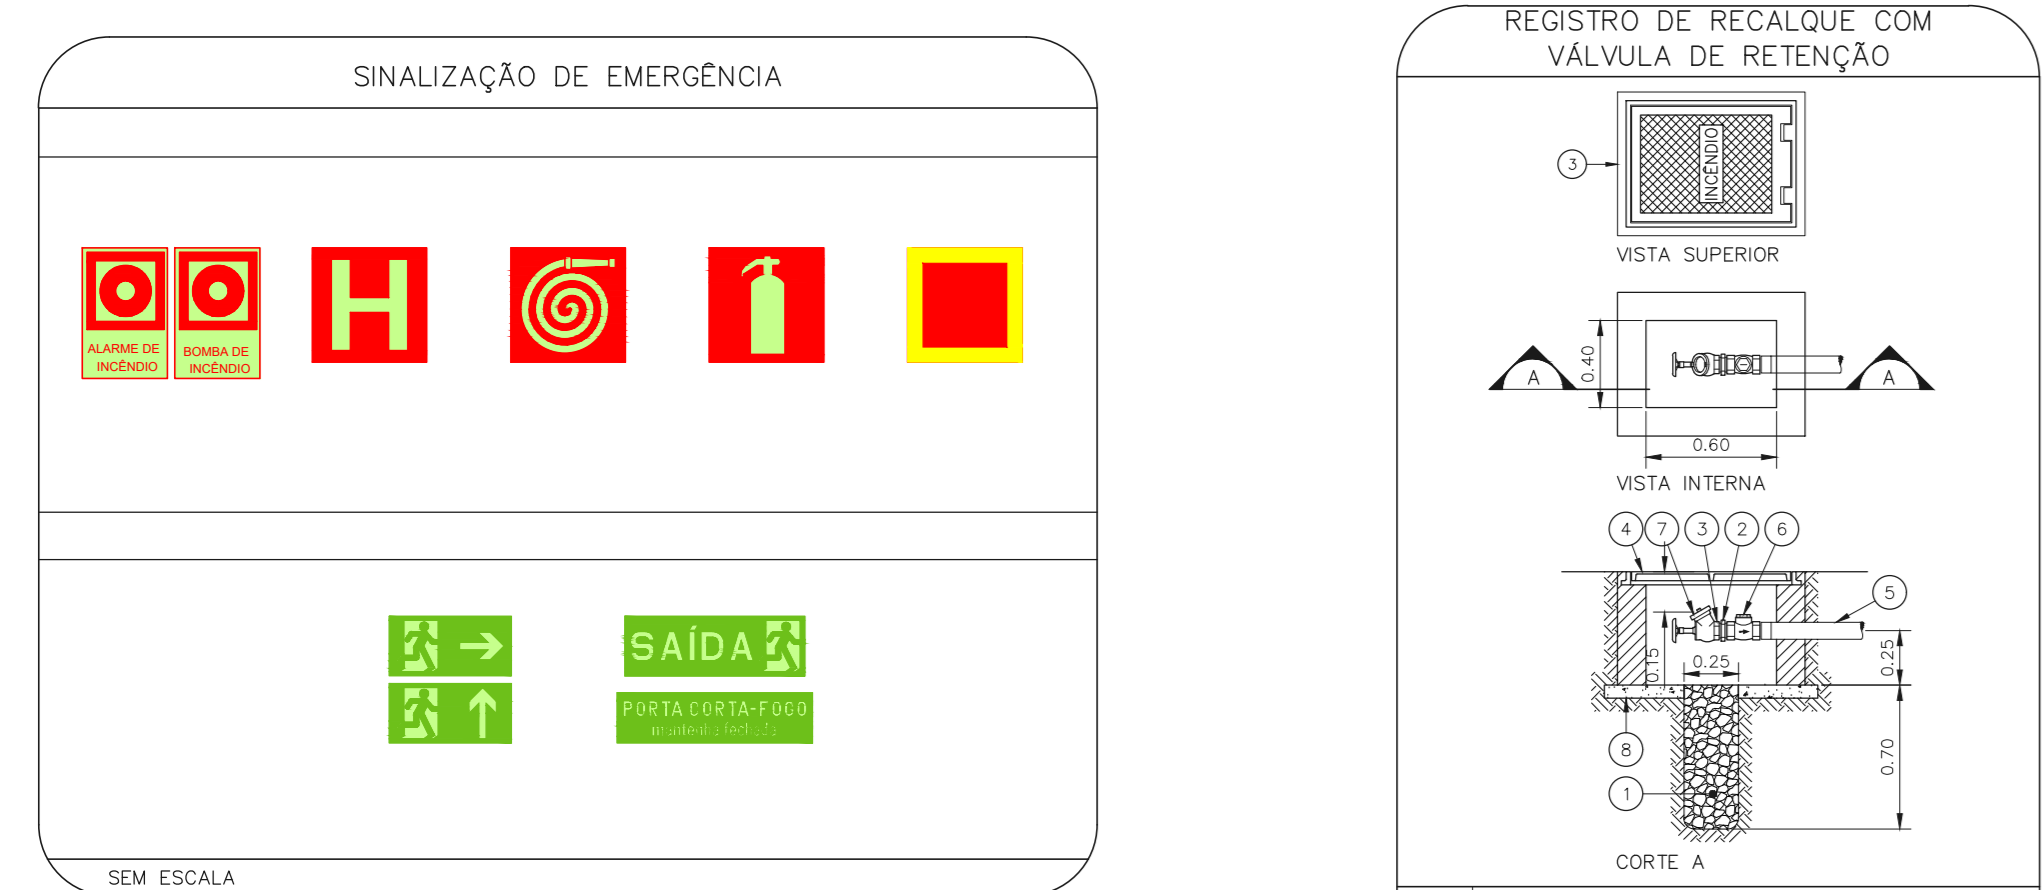 SINALIZAÇÃO DE EMERGÊNCIA
ALARME DE
INCÊNDIO
BOMBA DE
INCÊNDIO
H
SAÍDA
PORTA CORTA-FOGO
mantenha fechada
SEM ESCALA
REGISTRO DE RECALQUE COM
VÁLVULA DE RETENÇÃO
3
INCÊNDIO
VISTA SUPERIOR
A
0.40
A
0.60
VISTA INTERNA
4
7
3
2
6
5
0.15
0.25
0.25
8
0.70
1
CORTE A